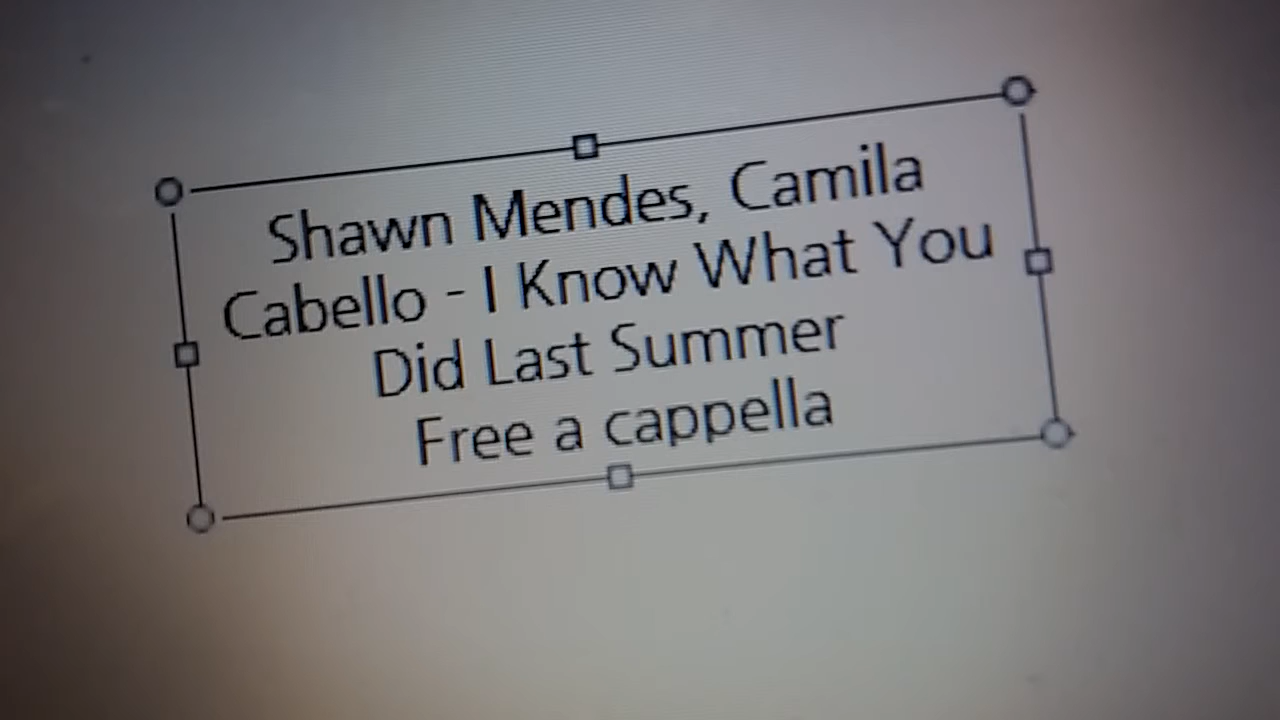 Shawn Mendes, Camila
Cabello - I Know What You
Did Last Summer
Free a cappella